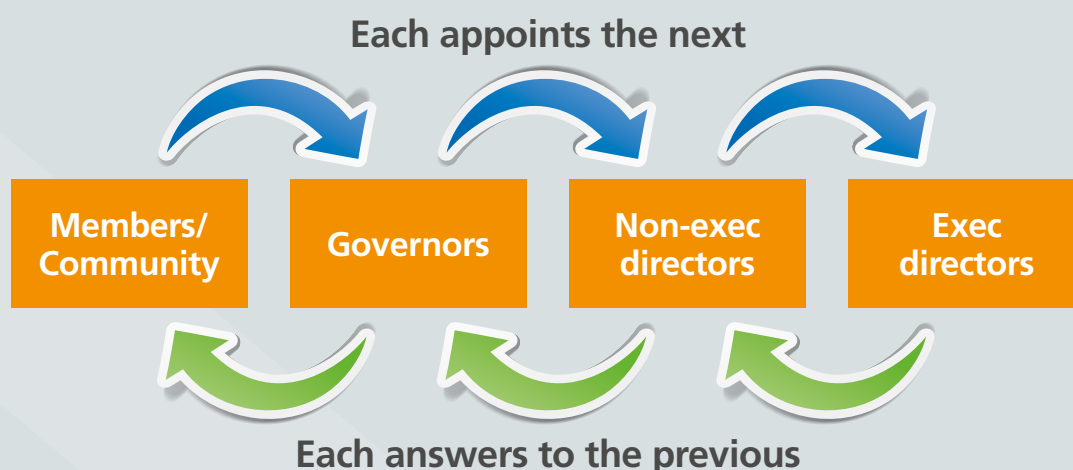 Each appoints the next
Members/
Community
Governors
Non-exec
directors
Exec
directors
Each answers to the previous